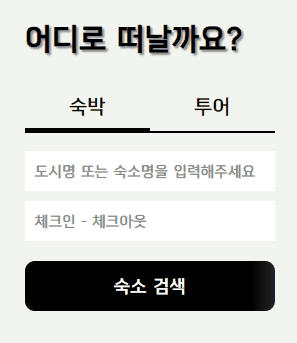 어디로 떠날까요?
숙박 투어
도시명 또는 숙소명을 입력해주세요
체크인 - 체크아웃
숙소 검색